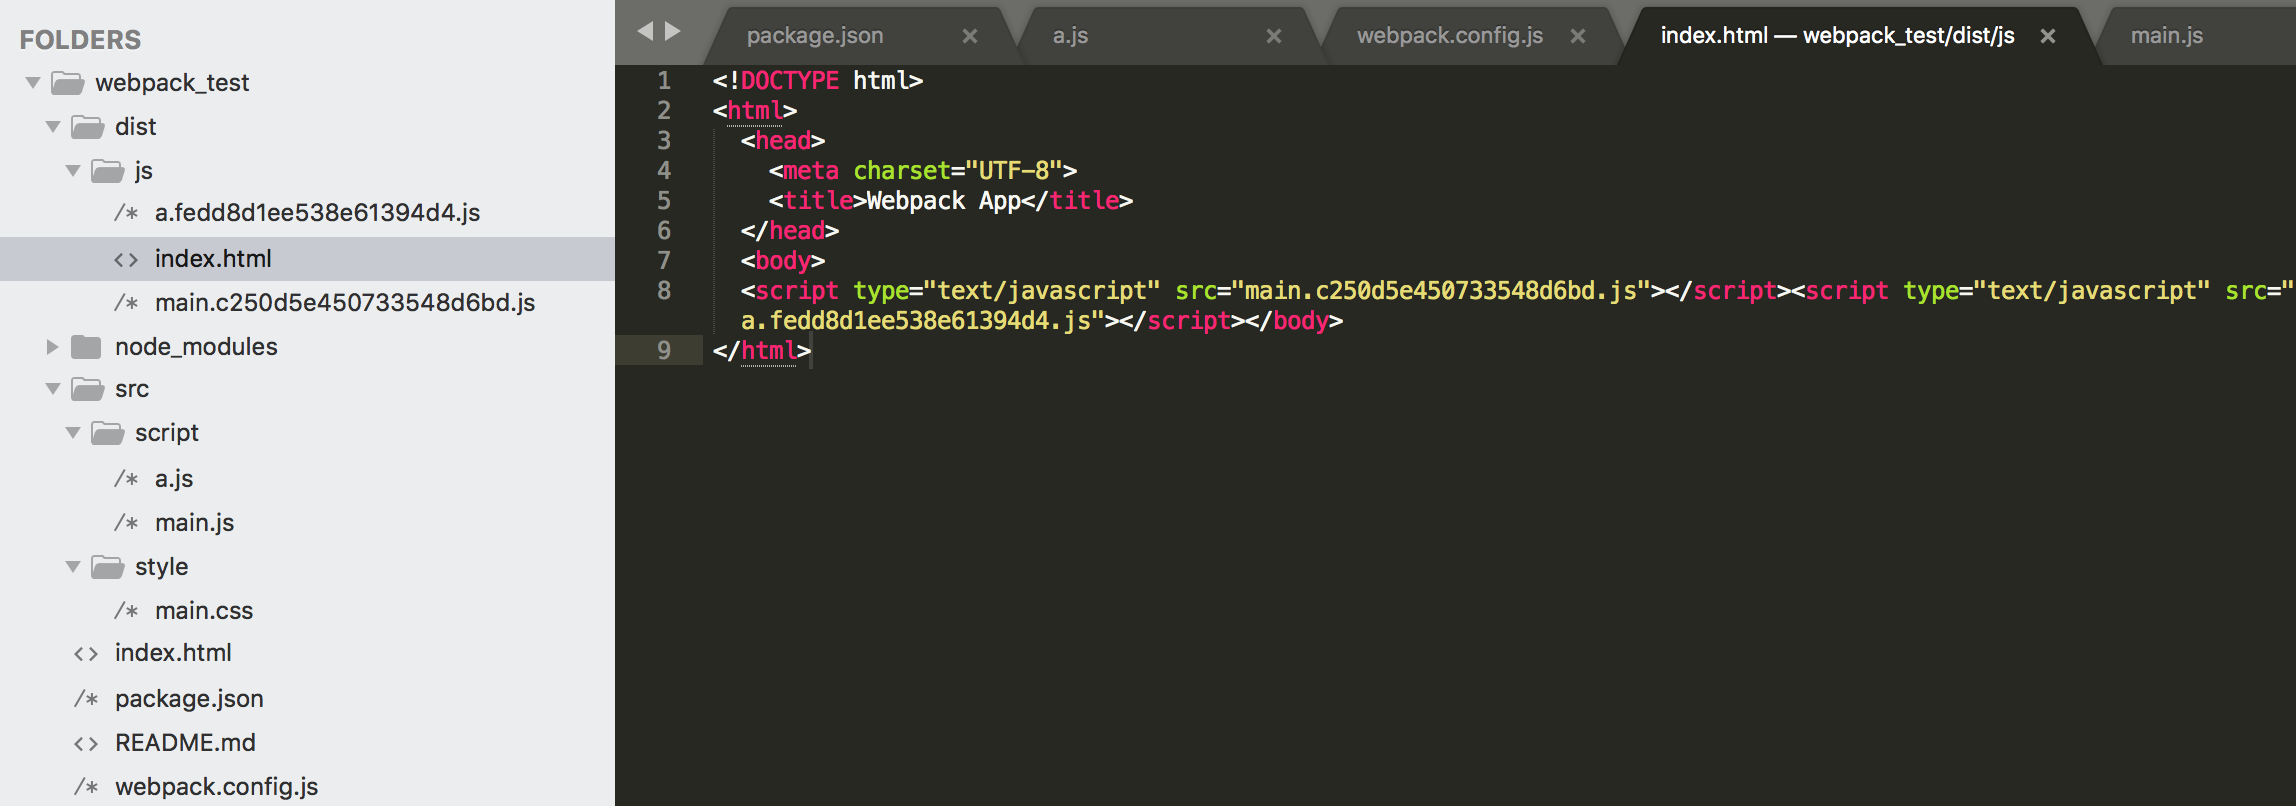 FOLDERS
webpack_test
dist
js
/* a.fedd8d1ee538e61394d4.js
<> index.html
/* main.c250d5e450733548d6bd.js
node_modules
src
script
/* a.js
/* main.js
style
/* main.css
<> index.html
/* package.json
<> README.md
/* webpack.config.js
package.json × a.js × webpack.config.js × index.html — webpack_test/dist/js × main.js
1 <!DOCTYPE html>
2 <html>
3 <head>
4 <meta charset="UTF-8">
5 <title>Webpack App</title>
6 </head>
7 <body>
8 <script type="text/javascript" src="main.c250d5e450733548d6bd.js"></script><script type="text/javascript" src="
a.fedd8d1ee538e61394d4.js"></script></body>
9 </html>